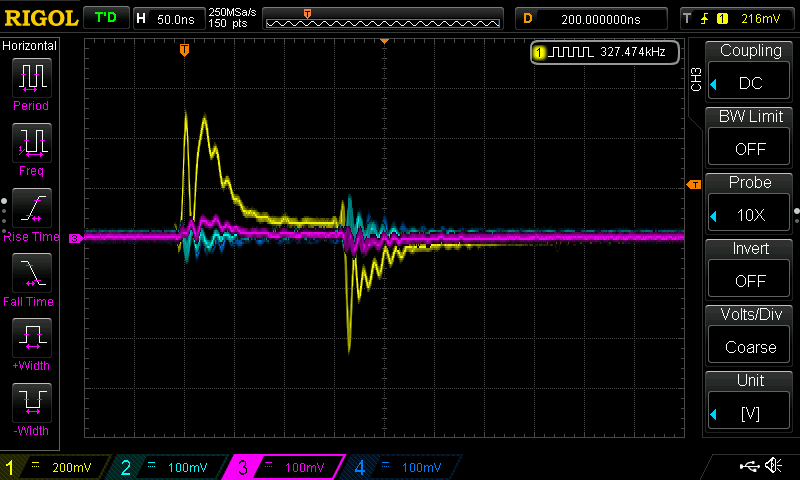 RIGOL T'D H 50.0ns 250MSa/s 150 pts D 200.000000ns T 1 216mV
Horizontal
Period
Freq
Rise Time
Fall Time
+Width
-Width
T
1 327.474kHz
T
3
CH3
Coupling
DC
BW Limit
OFF
Probe
10X
Invert
OFF
Volts/Div
Coarse
Unit
[V]
1 200mV 2 100mV 3 100mV 4 100mV